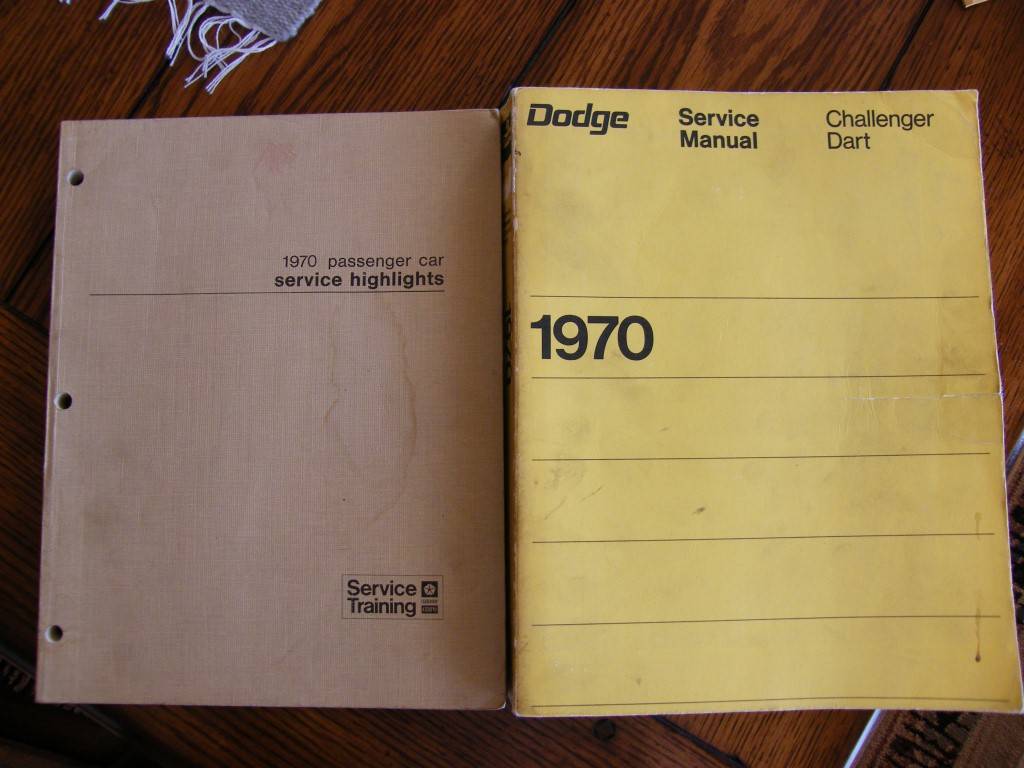 1970 passenger car
service highlights
Service
Training
Dodge
Service
Manual
Challenger
Dart
1970